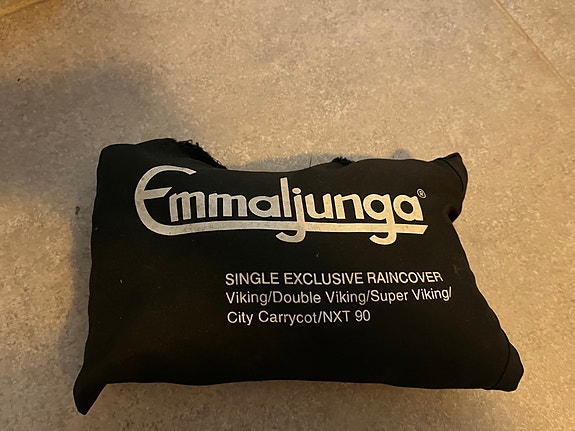 Emmaljunga®
SINGLE EXCLUSIVE RAINCOVER
Viking/Double Viking/Super Viking/
City Carrycot/NXT 90